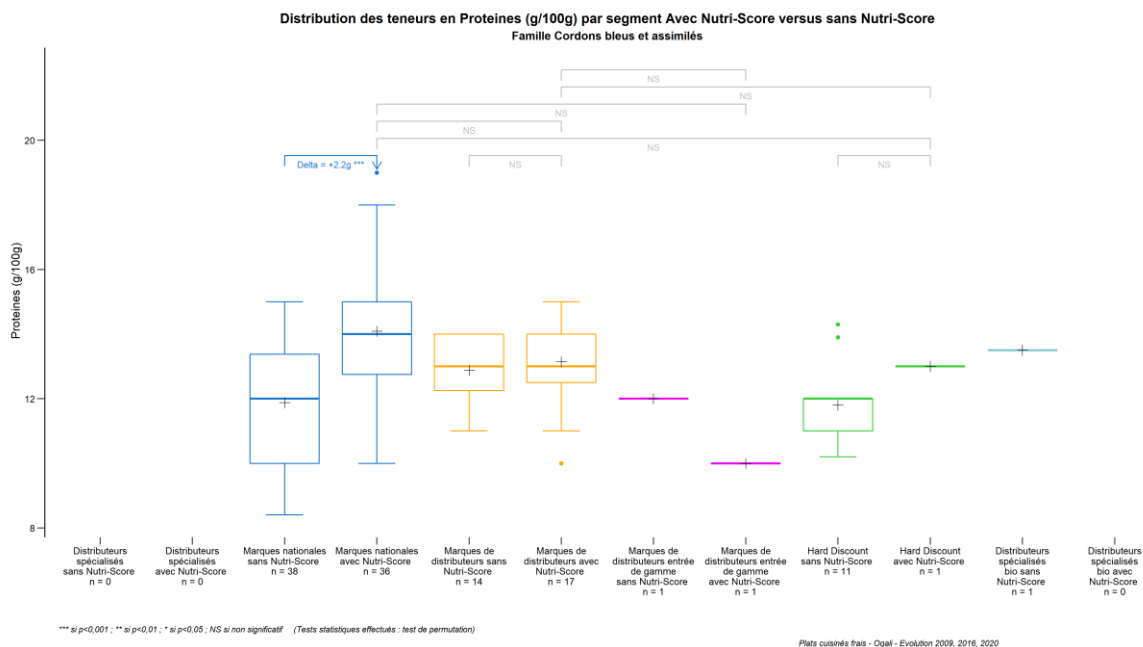 Distribution des teneurs en Proteines (g/100g) par segment Avec Nutri-Score versus sans Nutri-Score
Famille Cordons bleus et assimilés
NS
NS
NS
NS
NS
Delta = +2.2g ***
NS
NS
Proteines (g/100g)
20
16
12
8
Distributeurs
spécialisés
sans Nutri-Score
n = 0
Distributeurs
spécialisés
avec Nutri-Score
n = 0
Marques nationales
sans Nutri-Score
n = 38
Marques nationales
avec Nutri-Score
n = 36
Marques de
distributeurs sans
Nutri-Score
n = 14
Marques de
distributeurs avec
Nutri-Score
n = 17
Marques de
distributeurs entrée
de gamme
sans Nutri-Score
n = 1
Marques de
distributeurs entrée
de gamme
avec Nutri-Score
n = 1
Hard Discount
sans Nutri-Score
n = 11
Hard Discount
avec Nutri-Score
n = 1
Distributeurs
spécialisés
bio sans
Nutri-Score
n = 1
Distributeurs
spécialisés
bio avec
Nutri-Score
n = 0
*** si p<0,001 ; ** si p<0,01 ; * si p<0,05 ; NS si non significatif (Tests statistiques effectués : test de permutation)
Plats cuisinés frais - Oqali - Evolution 2009, 2016, 2020